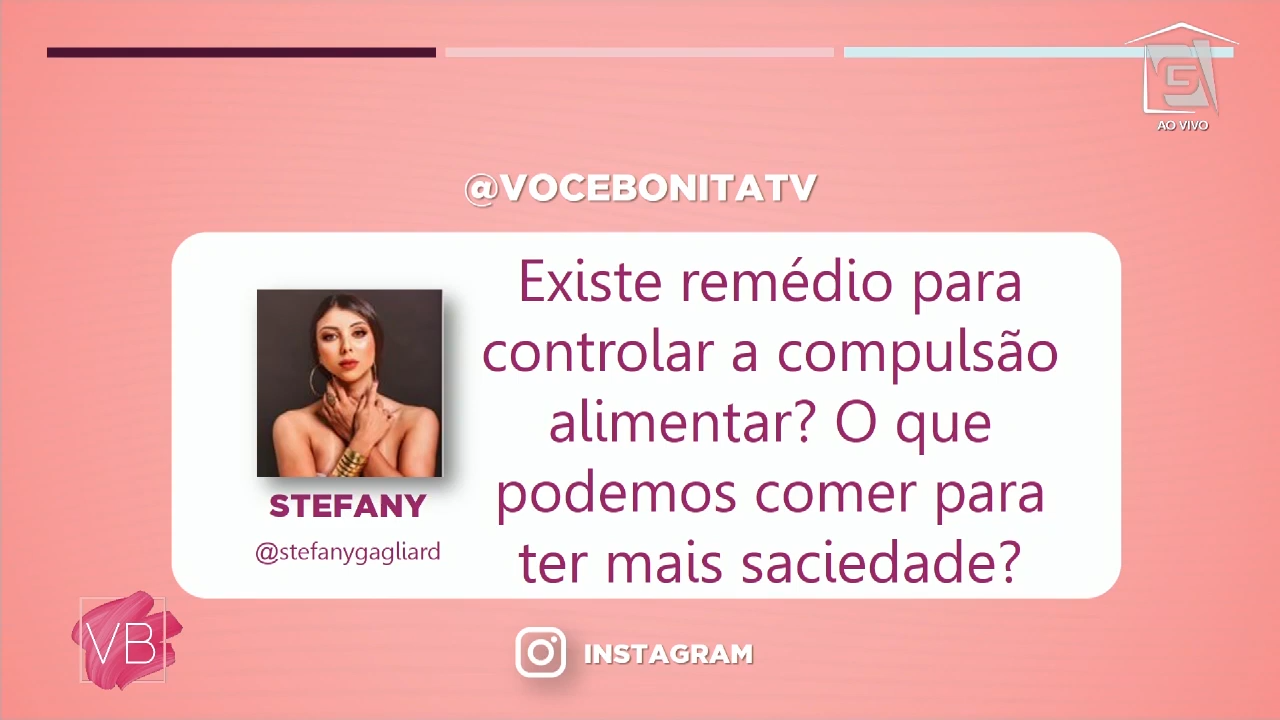 AO VIVO
@VOCEBONITATV
Existe remédio para
controlar a compulsão
alimentar? O que
podemos comer para
ter mais saciedade?
STEFANY
@stefanygagliard
VB
INSTAGRAM